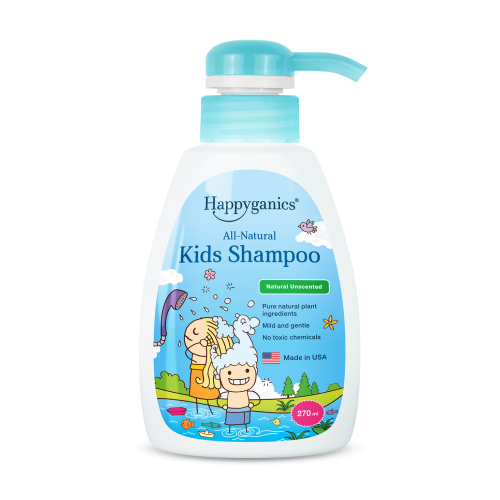 Happyganics®
All-Natural
Kids Shampoo
Natural Unscented
Pure natural plant
ingredients
Mild and gentle
No toxic chemicals
Made in USA
270 ml